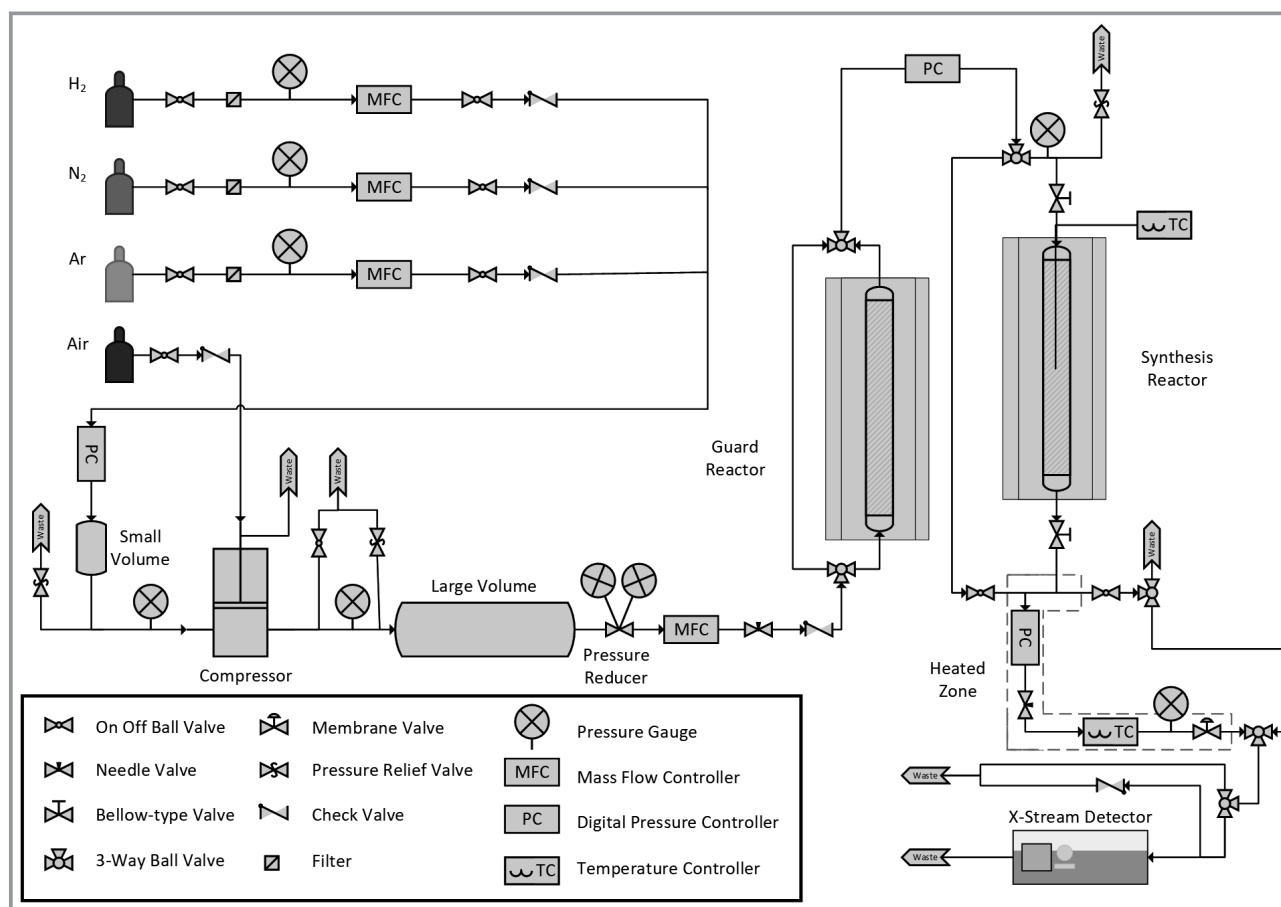 Waste
PC
H₂
MFC
N₂
MFC
Ar
MFC
TC
Air
Synthesis
Reactor
PC
Guard
Reactor
Waste
Waste
Waste
Small
Volume
Waste
Large Volume
MFC
Pressure
Reducer
Compressor
PC
Heated
Zone
TC
On Off Ball Valve
Membrane Valve
Pressure Gauge
Needle Valve
Pressure Relief Valve
MFC
Mass Flow Controller
Bellow-type Valve
Check Valve
PC
Digital Pressure Controller
3-Way Ball Valve
Filter
TC
Temperature Controller
Waste
X-Stream Detector
Waste